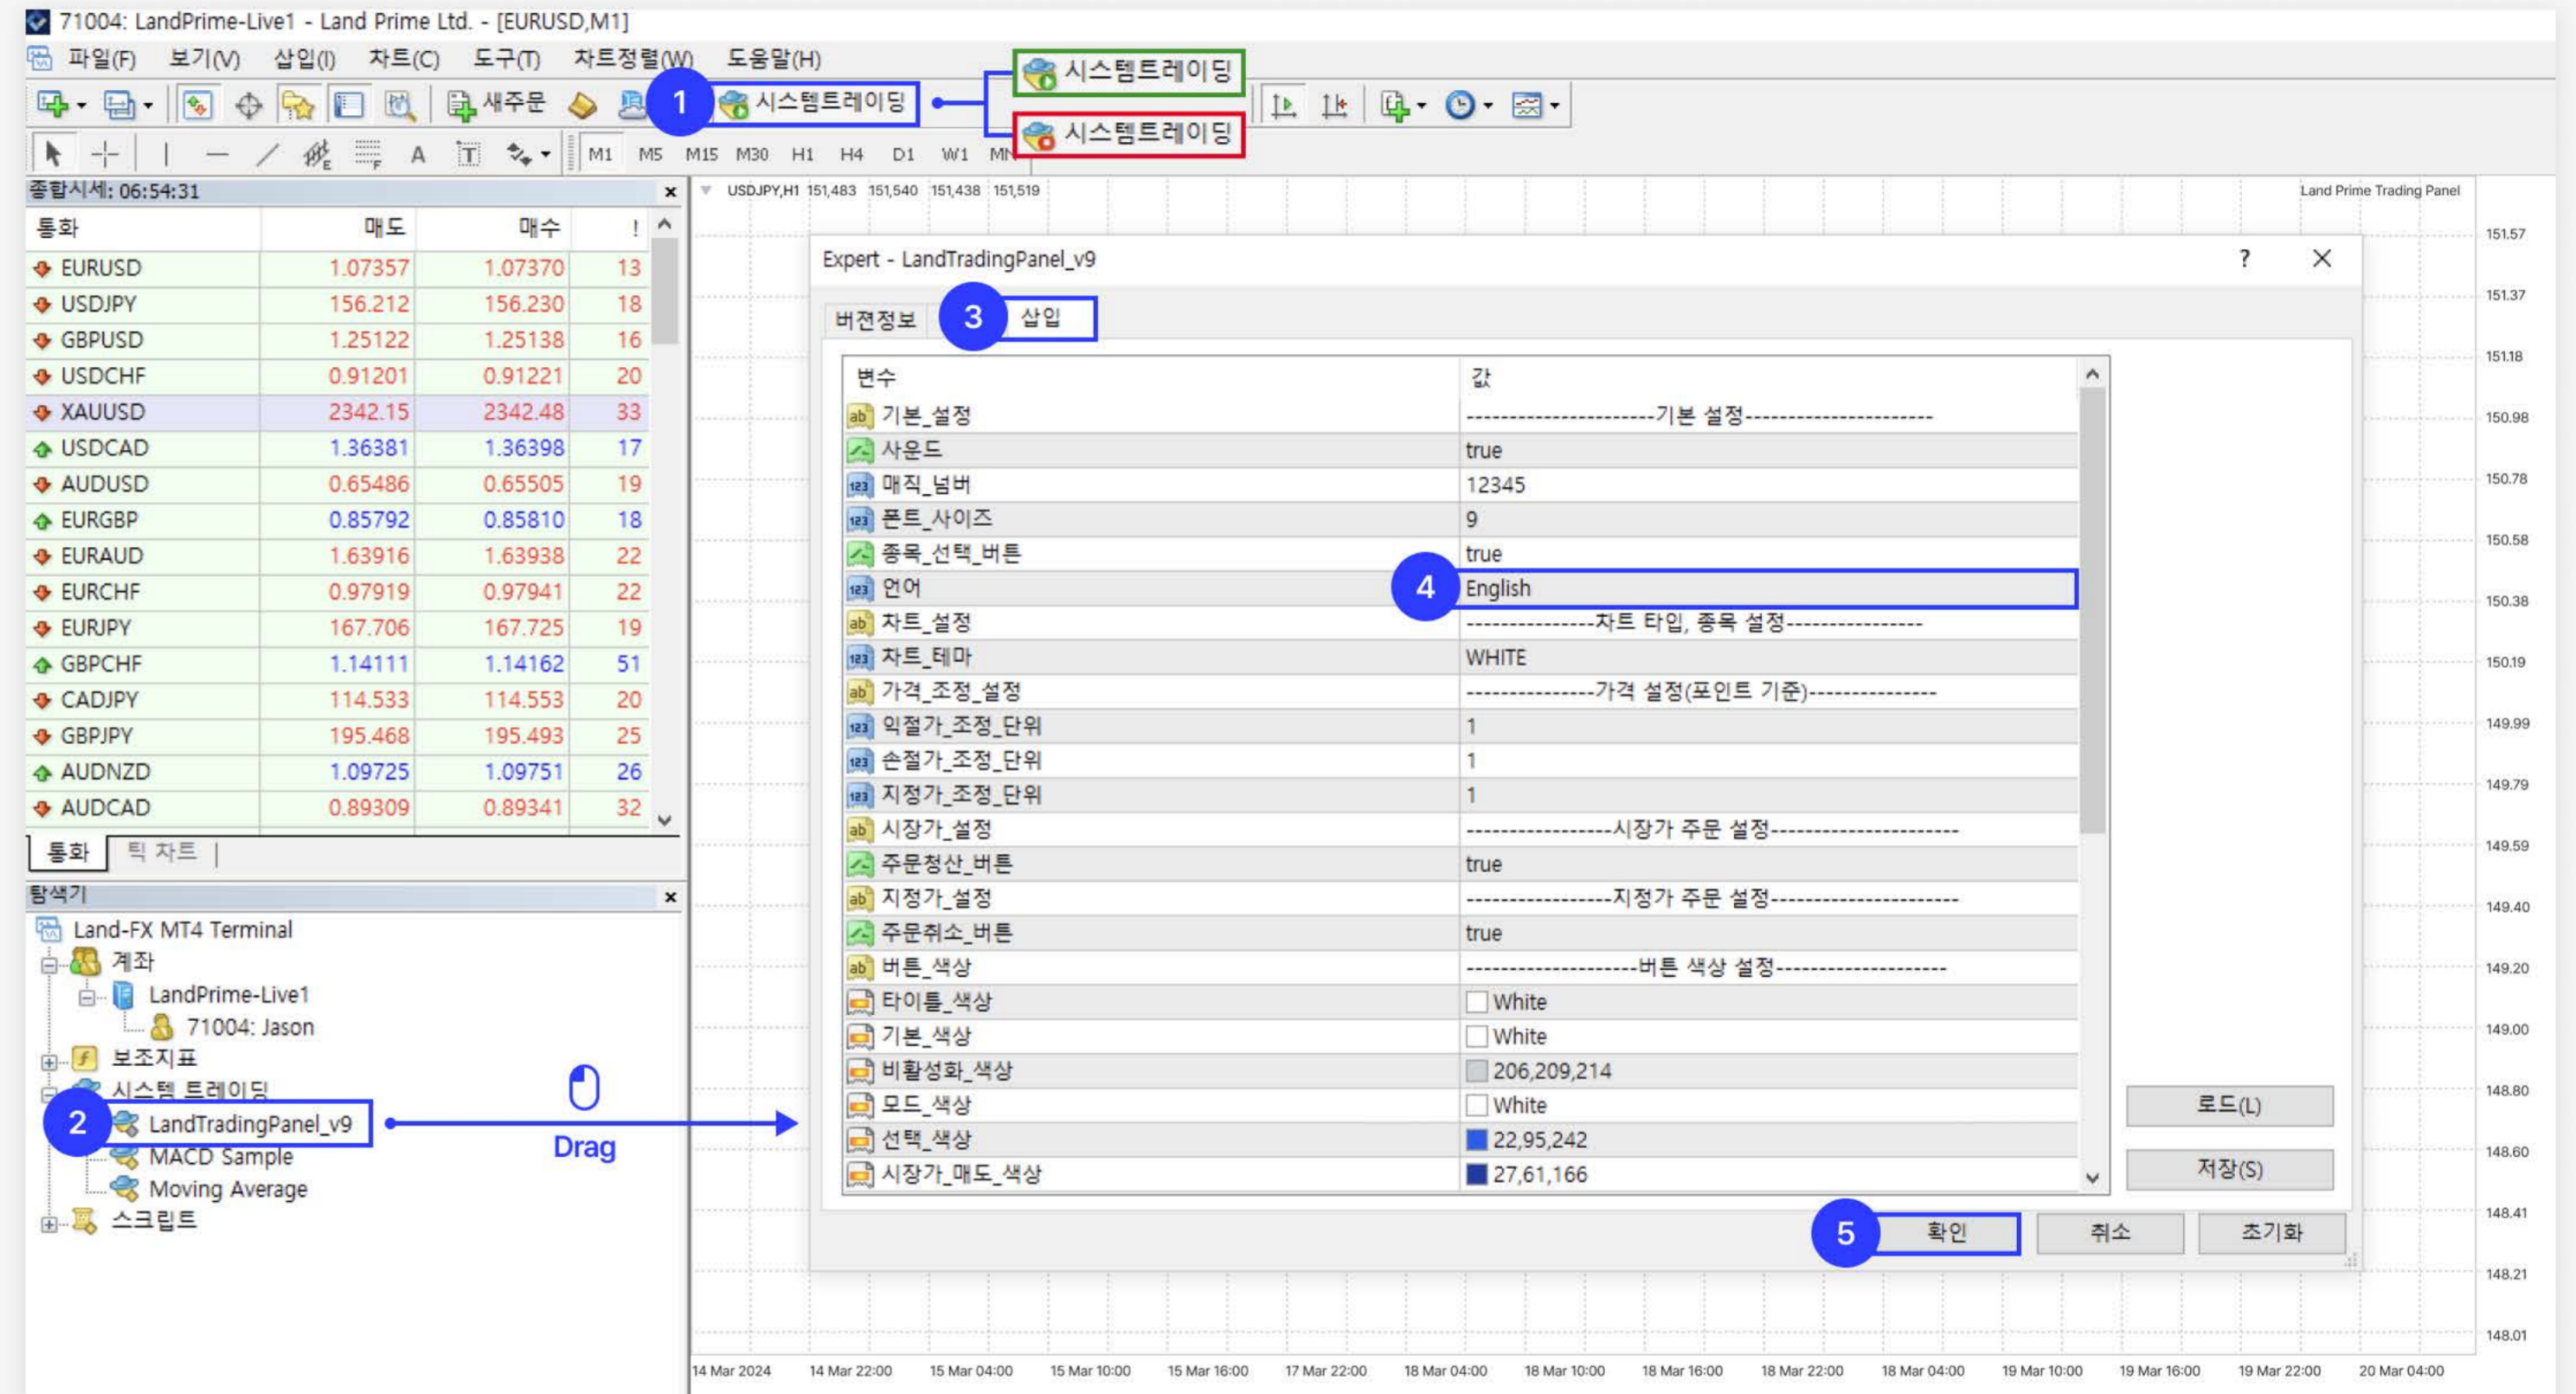 71004: LandPrime-Live1 - Land Prime Ltd. - [EURUSD,M1]
파일(F) 보기(V) 삽입(I) 차트(C) 도구(T) 차트정렬(W) 도움말(H)
시스템트레이딩
새주문 1 시스템트레이딩
시스템트레이딩
E F A T M1 M5 M15 M30 H1 H4 D1 W1 MN
종합시세: 06:54:31
통화 매도 매수 !
EURUSD 1.07357 1.07370 13
USDJPY 156.212 156.230 18
GBPUSD 1.25122 1.25138 16
USDCHF 0.91201 0.91221 20
XAUUSD 2342.15 2342.48 33
USDCAD 1.36381 1.36398 17
AUDUSD 0.65486 0.65505 19
EURGBP 0.85792 0.85810 18
EURAUD 1.63916 1.63938 22
EURCHF 0.97919 0.97941 22
EURJPY 167.706 167.725 19
GBPCHF 1.14111 1.14162 51
CADJPY 114.533 114.553 20
GBPJPY 195.468 195.493 25
AUDNZD 1.09725 1.09751 26
AUDCAD 0.89309 0.89341 32
통화 틱 차트
탐색기
Land-FX MT4 Terminal
계좌
LandPrime-Live1
71004: Jason
보조지표
시스템 트레이딩
2 LandTradingPanel_v9
MACD Sample
Moving Average
스크립트
Drag
USDJPY,H1 151,483 151,540 151,438 151,519
Land Prime Trading Panel
Expert - LandTradingPanel_v9 ?
버젼정보 3 삽입
변수 값
ab 기본_설정 ----------------------기본 설정----------------------
사운드 true
123 매직_넘버 12345
123 폰트_사이즈 9
종목_선택_버튼 true
123 언어 4 English
ab 차트_설정 ---------------차트 타입, 종목 설정----------------
123 차트_테마 WHITE
ab 가격_조정_설정 ---------------가격 설정(포인트 기준)---------------
123 익절가_조정_단위 1
123 손절가_조정_단위 1
123 지정가_조정_단위 1
ab 시장가_설정 -----------------시장가 주문 설정----------------------
주문청산_버튼 true
ab 지정가_설정 -----------------지정가 주문 설정----------------------
주문취소_버튼 true
ab 버튼_색상 --------------------버튼 색상 설정--------------------
타이틀_색상 White
기본_색상 White
비활성화_색상 206,209,214
모드_색상 White
선택_색상 22,95,242
시장가_매도_색상 27,61,166
로드(L)
저장(S)
5 확인 취소 초기화
151.57
151.37
151.18
150.98
150.78
150.58
150.38
150.19
149.99
149.79
149.59
149.40
149.20
149.00
148.80
148.60
148.41
148.21
148.01
14 Mar 2024 14 Mar 22:00 15 Mar 04:00 15 Mar 10:00 15 Mar 16:00 17 Mar 22:00 18 Mar 04:00 18 Mar 10:00 18 Mar 16:00 18 Mar 22:00 18 Mar 04:00 19 Mar 10:00 19 Mar 16:00 19 Mar 22:00 20 Mar 04:00